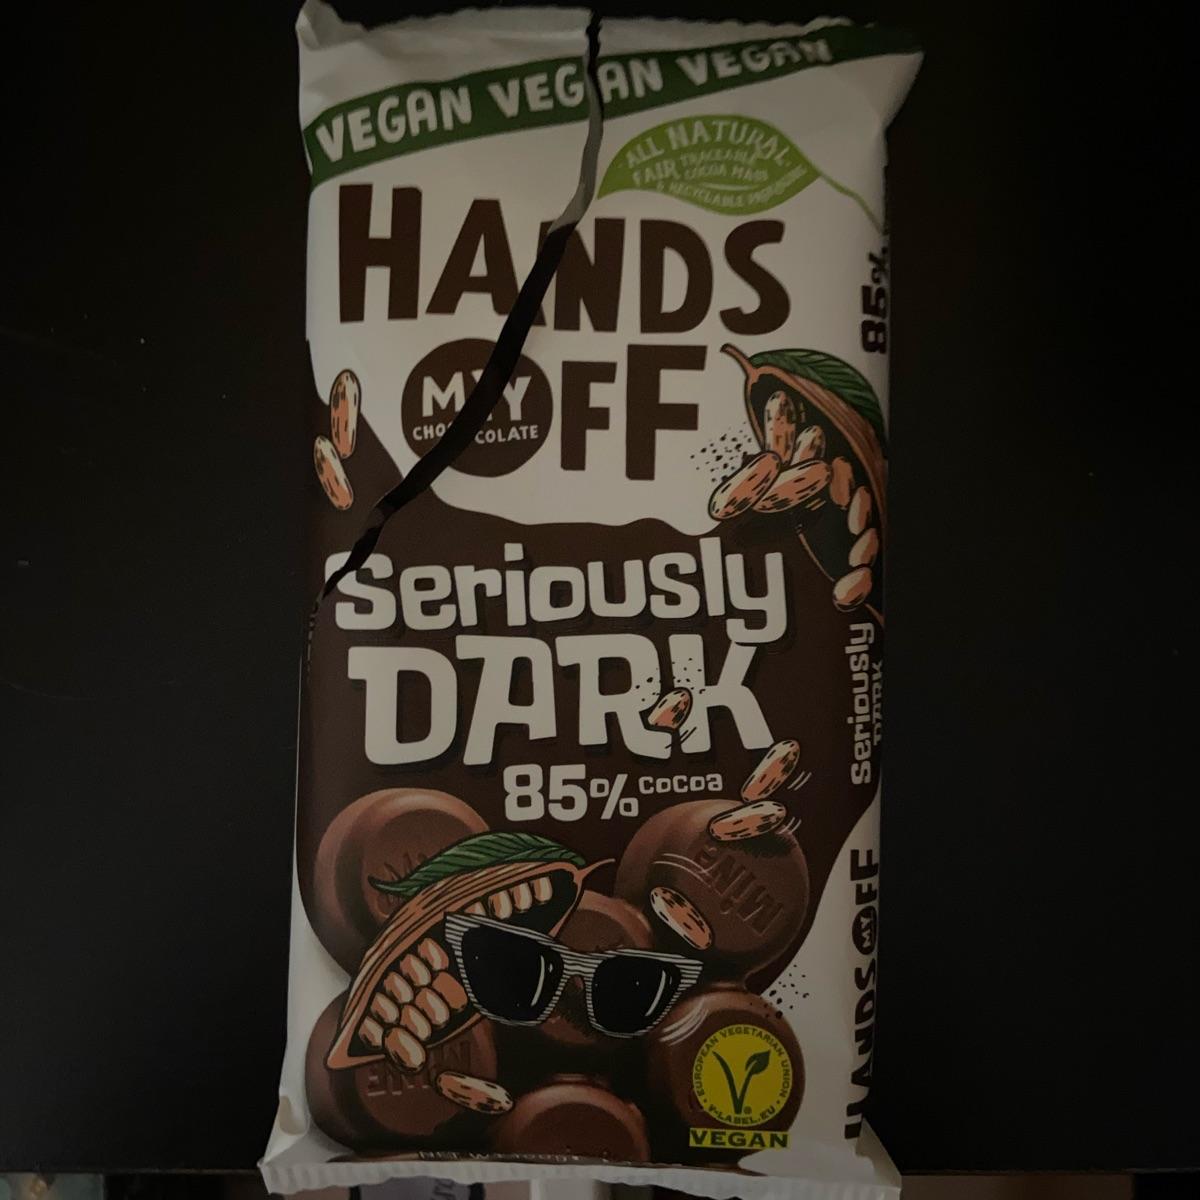 VEGAN VEGAN VEGAN
ALL NATURAL
FAIR TRACEABLE
COCOA MASS
& RECYCLABLE PACKAGING
HANDS
OFF
MY
CHOCOLATE
85%
Seriously
DARK
85% cocoa
Seriously
DARK
MINE
HANDS OFF
MY
EUROPEAN VEGETARIAN UNION
V-LABEL.EU
VEGAN